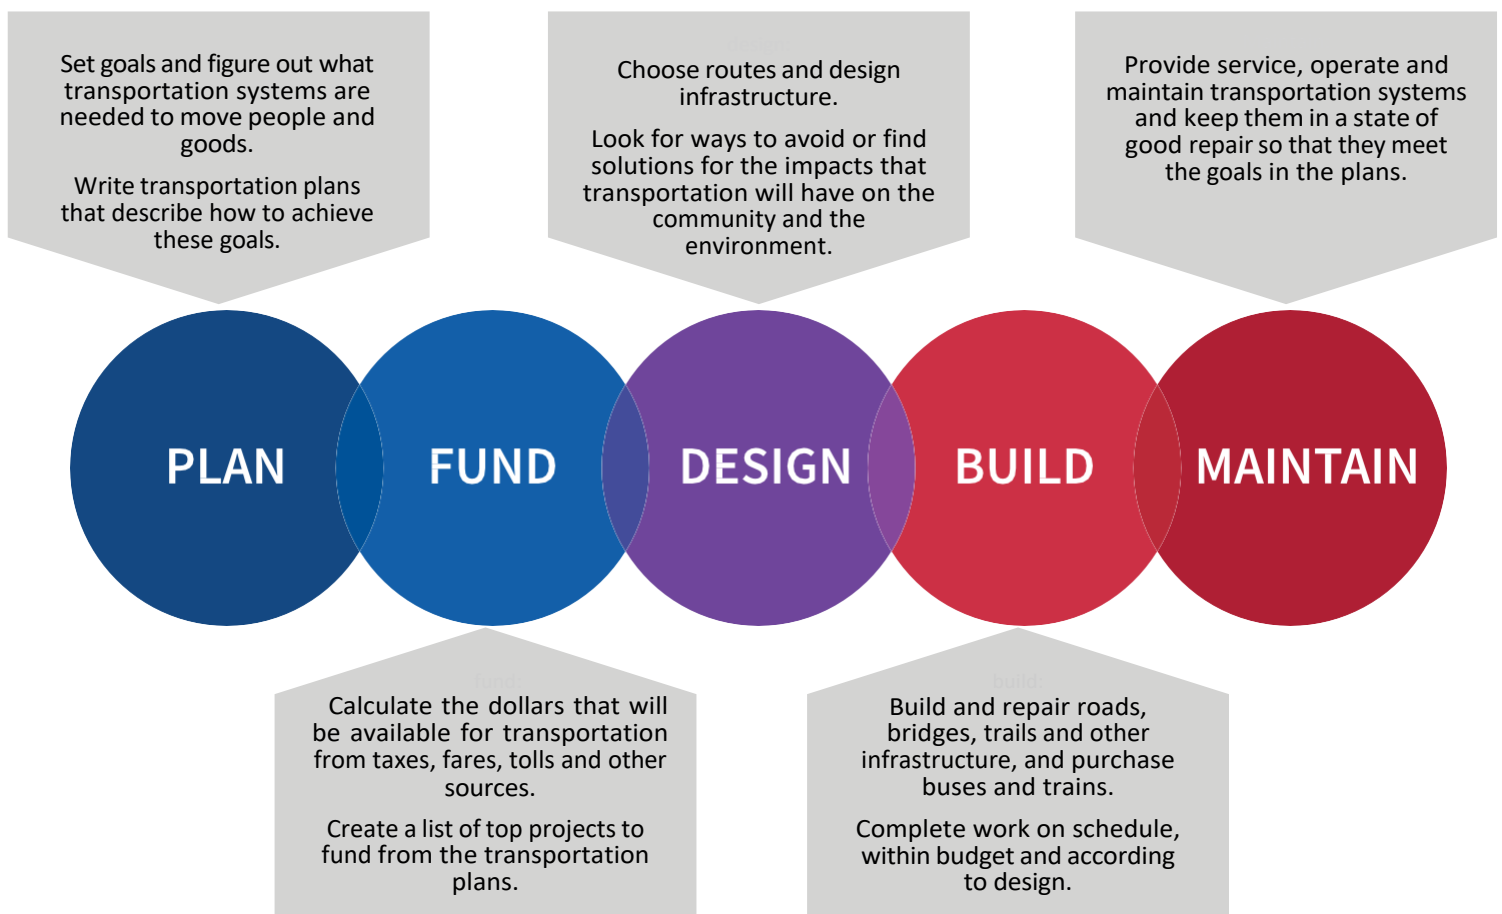 Set goals and figure out what
transportation systems are
needed to move people and
goods.
Write transportation plans
that describe how to achieve
these goals.
Choose routes and design
infrastructure.
Look for ways to avoid or find
solutions for the impacts that
transportation will have on the
community and the
environment.
Provide service, operate and
maintain transportation systems
and keep them in a state of
good repair so that they meet
the goals in the plans.
PLAN
FUND
DESIGN
BUILD
MAINTAIN
fund:
Calculate the dollars that will
be available for transportation
from taxes, fares, tolls and other
sources.
Create a list of top projects to
fund from the transportation
plans.
build:
Build and repair roads,
bridges, trails and other
infrastructure, and purchase
buses and trains.
Complete work on schedule,
within budget and according
to design.